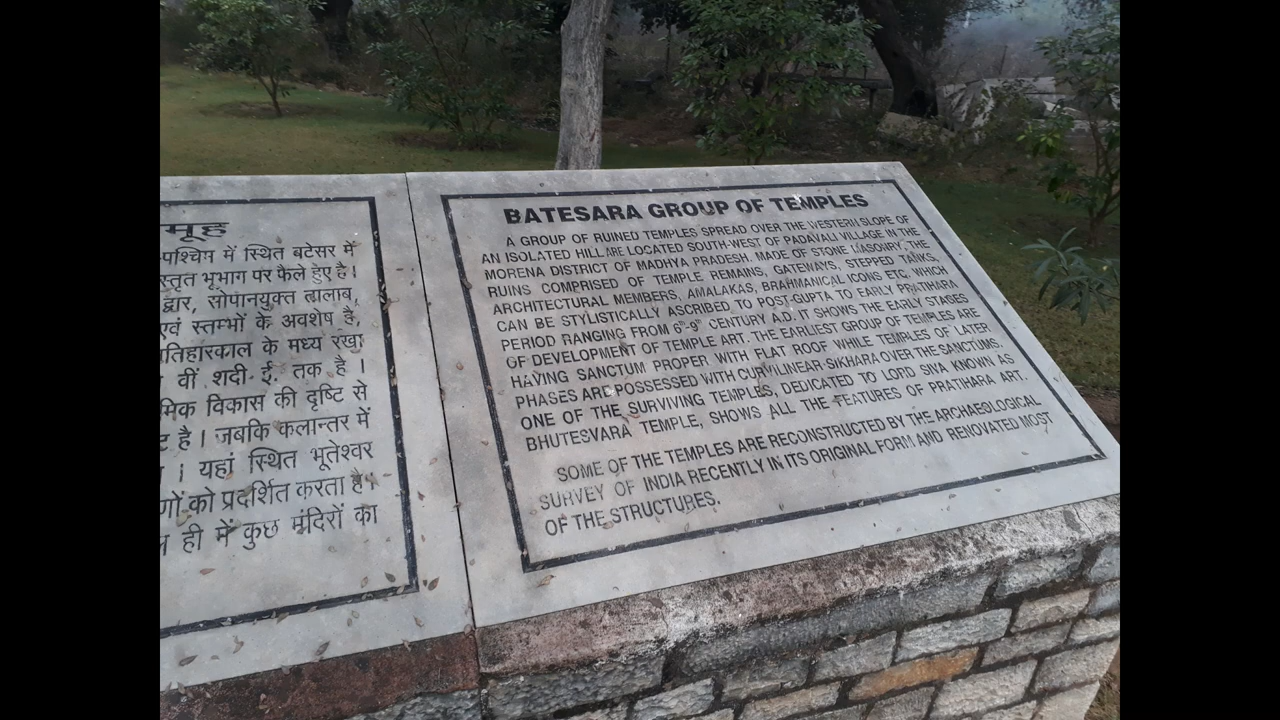 मूह
-पश्चिम में स्थित बटेसर में
स्तृत भूभाग पर फैले हुए है।
द्वार, सोपानयुक्त तालाब,
एवं स्तम्भों के अवशेष है,
तिहारकाल के मध्य रखा
वीं शदी ई. तक है ।
मिक विकास की दृष्टि से
है । जबकि कलान्तर में
। यहां स्थित भूतेश्वर
को प्रदर्शित करता है।
ही में कुछ मंदिरों का
BATESARA GROUP OF TEMPLES
A GROUP OF RUINED TEMPLES SPREAD OVER THE WESTERN SLOPE OF
AN ISOLATED HILL ARE LOCATED SOUTH-WEST OF PADAVALI VILLAGE IN THE
MORENA DISTRICT OF MADHYA PRADESH. MADE OF STONE MASONRY, THE
RUINS COMPRISED OF TEMPLE REMAINS, GATEWAYS, STEPPED TANKS,
ARCHITECTURAL MEMBERS, AMALAKAS, BRAHMANICAL ICONS ETC. WHICH
CAN BE STYLISTICALLY ASCRIBED TO POST-GUPTA TO EARLY PRATIHARA
PERIOD RANGING FROM 6th-9th CENTURY A.D. IT SHOWS THE EARLY STAGES
OF DEVELOPMENT OF TEMPLE ART. THE EARLIEST GROUP OF TEMPLES ARE
HAVING SANCTUM PROPER WITH FLAT ROOF WHILE TEMPLES OF LATER
PHASES ARE POSSESSED WITH CURVILINEAR SIKHARA OVER THE SANCTUMS.
ONE OF THE SURVIVING TEMPLES, DEDICATED TO LORD SIVA KNOWN AS
BHUTESVARA TEMPLE, SHOWS ALL THE FEATURES OF PRATIHARA ART.
SOME OF THE TEMPLES ARE RECONSTRUCTED BY THE ARCHAESLOGICAL
SURVEY OF INDIA RECENTLY IN ITS ORIGINAL FORM AND RENOVATED MOST
OF THE STRUCTURES.